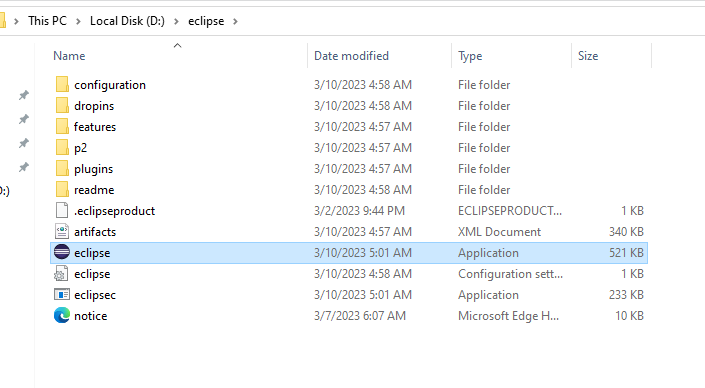 This PC > Local Disk (D:) > eclipse >
Name Date modified Type Size
configuration 3/10/2023 4:58 AM File folder
dropins 3/10/2023 4:58 AM File folder
features 3/10/2023 4:57 AM File folder
p2 3/10/2023 4:57 AM File folder
plugins 3/10/2023 4:57 AM File folder
readme 3/10/2023 4:58 AM File folder
:)
.eclipseproduct 3/2/2023 9:44 PM ECLIPSEPRODUCT... 1 KB
artifacts 3/10/2023 4:57 AM XML Document 340 KB
eclipse 3/10/2023 5:01 AM Application 521 KB
eclipse 3/10/2023 4:58 AM Configuration sett... 1 KB
eclipsec 3/10/2023 5:01 AM Application 233 KB
notice 3/7/2023 6:07 AM Microsoft Edge H... 10 KB